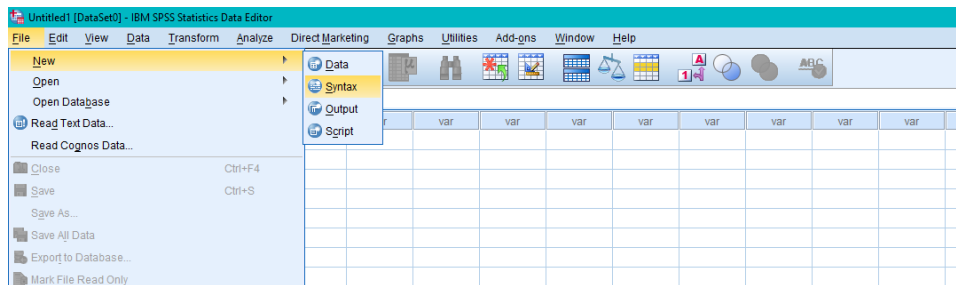 Untitled1 [DataSet0] - IBM SPSS Statistics Data Editor
File Edit View Data Transform Analyze Direct Marketing Graphs Utilities Add-ons Window Help
New
Open
Open Database
Read Text Data...
Read Cognos Data...
Close Ctrl+F4
Save Ctrl+S
Save As...
Save All Data
Export to Database...
Mark File Read Only
Data
Syntax
Output
Script
A
14
ABC
r var var var var var var var